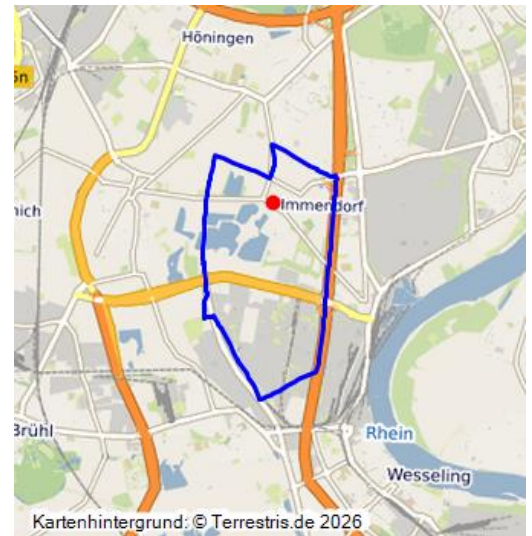 Höningen
Immendorf
Brühl
Rhein
Wesseling
Kartenhintergrund: © Terrestris.de 2026